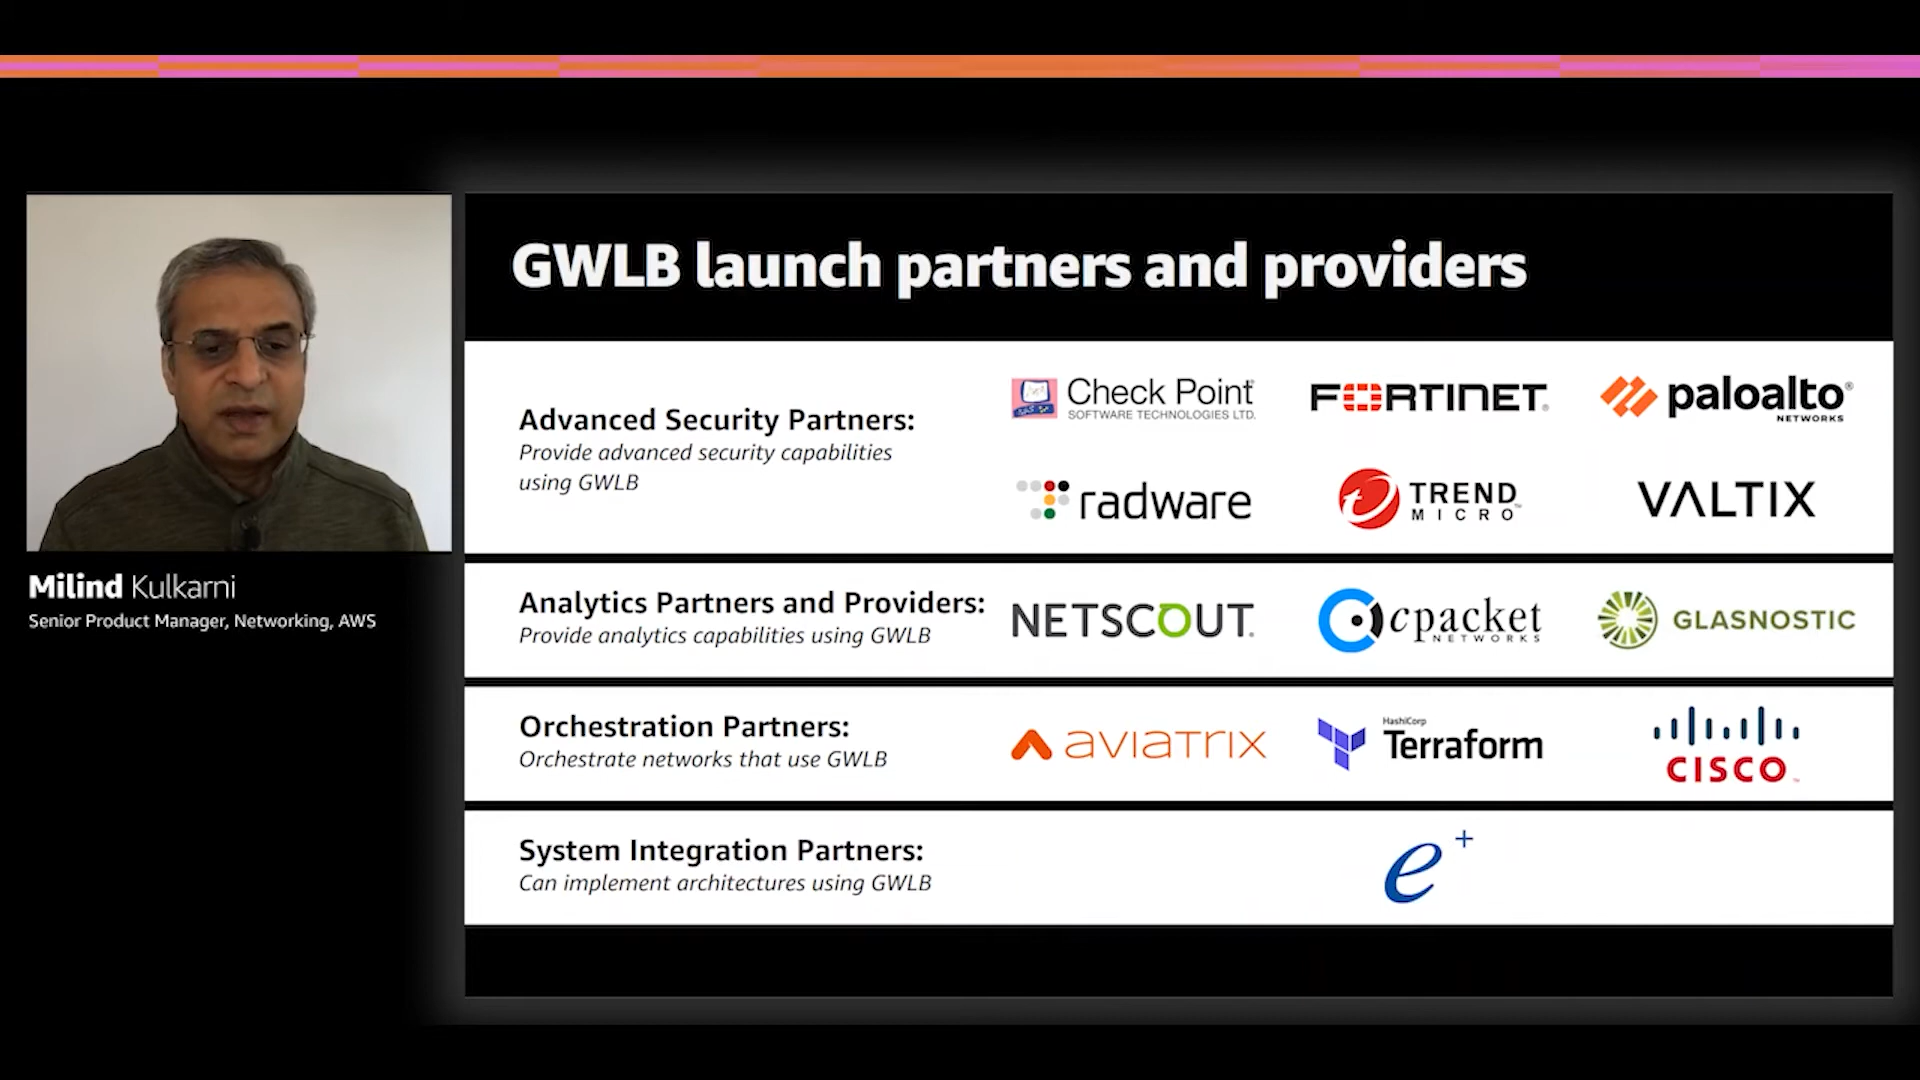 GWLB launch partners and providers
Advanced Security Partners:
Provide advanced security capabilities
using GWLB
Check Point
SOFTWARE TECHNOLOGIES LTD.
FORTINET
paloalto
NETWORKS
radware
TREND
MICRO
VALTIX
Milind Kulkarni
Senior Product Manager, Networking, AWS
Analytics Partners and Providers:
Provide analytics capabilities using GWLB
NETSCOUT
cpacket
NETWORKS
GLASNOSTIC
Orchestration Partners:
Orchestrate networks that use GWLB
aviatrix
HashiCorp
Terraform
CISCO
System Integration Partners:
Can implement architectures using GWLB
e+